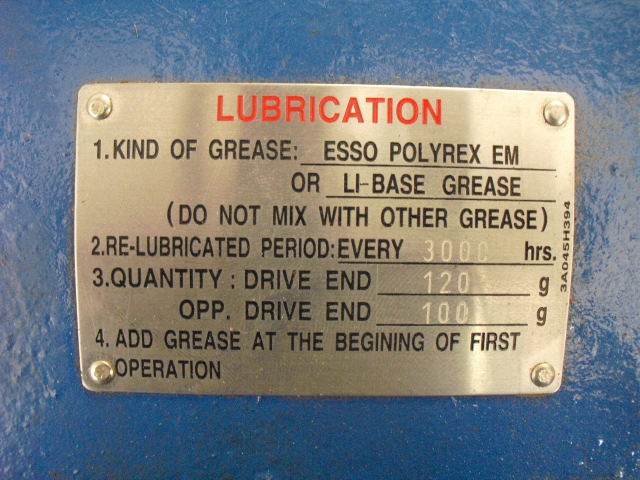 LUBRICATION
1.KIND OF GREASE: ESSO POLYREX EM
OR LI-BASE GREASE
(DO NOT MIX WITH OTHER GREASE)
2.RE-LUBRICATED PERIOD:EVERY 3000 hrs.
3.QUANTITY : DRIVE END 120 g
OPP. DRIVE END 100 g
4. ADD GREASE AT THE BEGINING OF FIRST
OPERATION
3A045H394